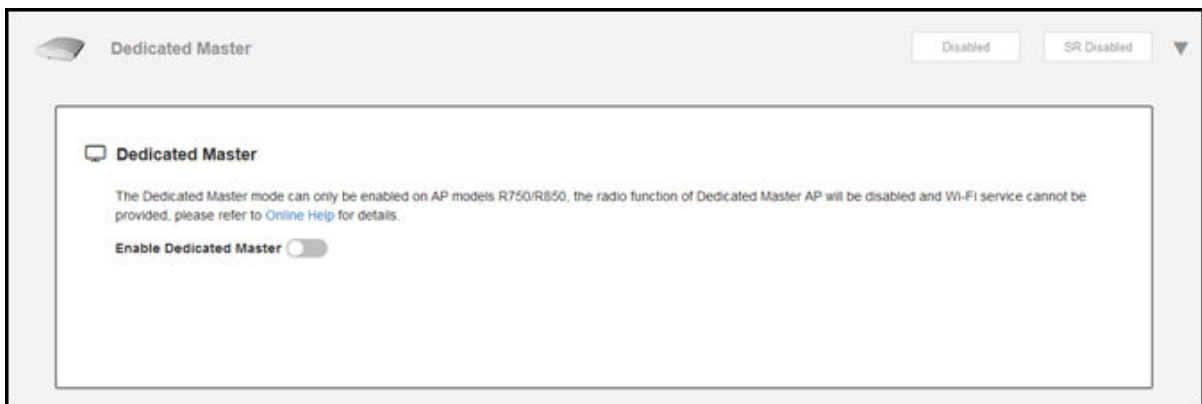 Dedicated Master
Disabled
SR Disabled
Dedicated Master
The Dedicated Master mode can only be enabled on AP models R750/R850, the radio function of Dedicated Master AP will be disabled and Wi-Fi service cannot be
provided, please refer to Online Help for details.
Enable Dedicated Master